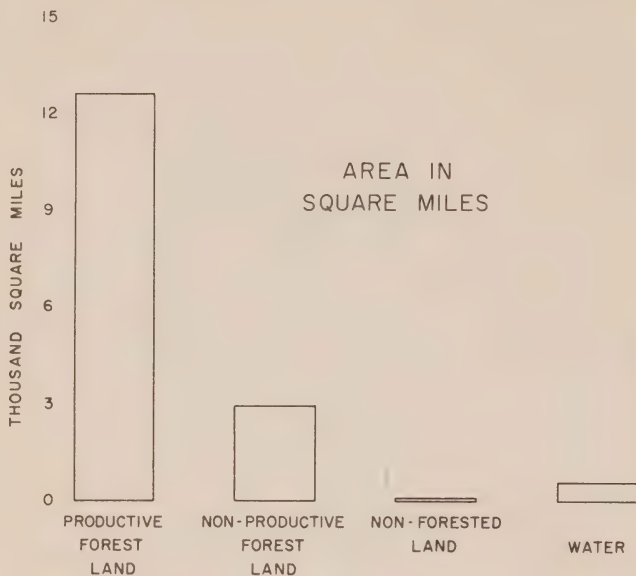 15
12
9
6
3
0
THOUSAND SQUARE MILES
AREA IN
SQUARE MILES
PRODUCTIVE
FOREST
LAND
NON-PRODUCTIVE
FOREST
LAND
NON-FORESTED
LAND
WATER